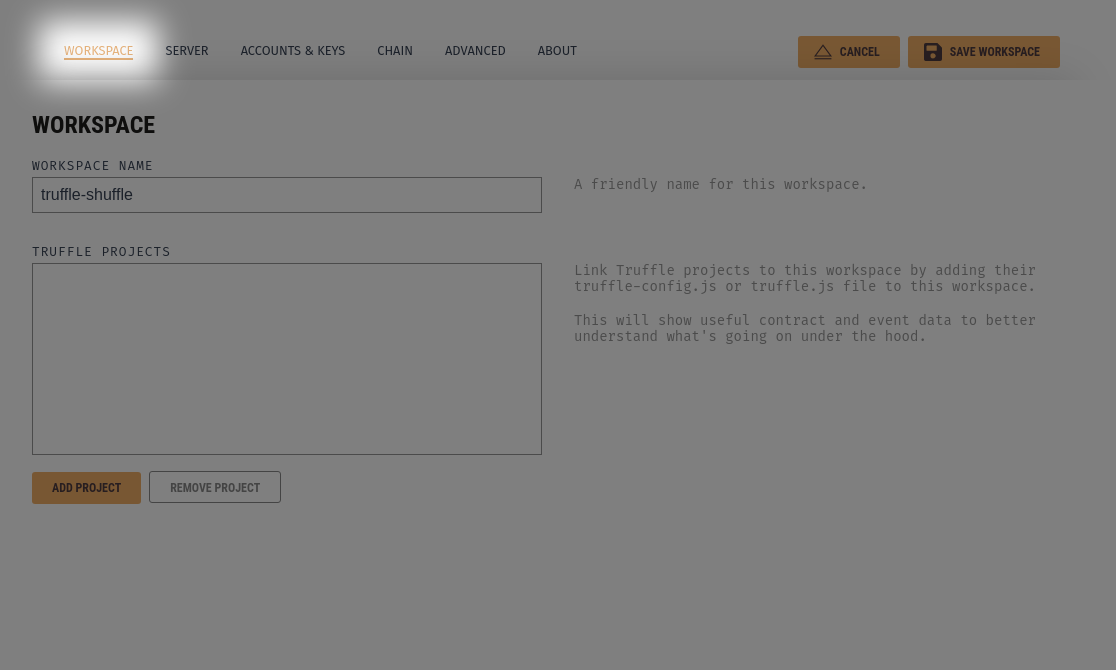 WORKSPACE SERVER ACCOUNTS & KEYS CHAIN ADVANCED ABOUT CANCEL SAVE WORKSPACE
WORKSPACE
WORKSPACE NAME
truffle-shuffle
A friendly name for this workspace.
TRUFFLE PROJECTS
Link Truffle projects to this workspace by adding their
truffle-config.js or truffle.js file to this workspace.
This will show useful contract and event data to better
understand what's going on under the hood.
ADD PROJECT REMOVE PROJECT